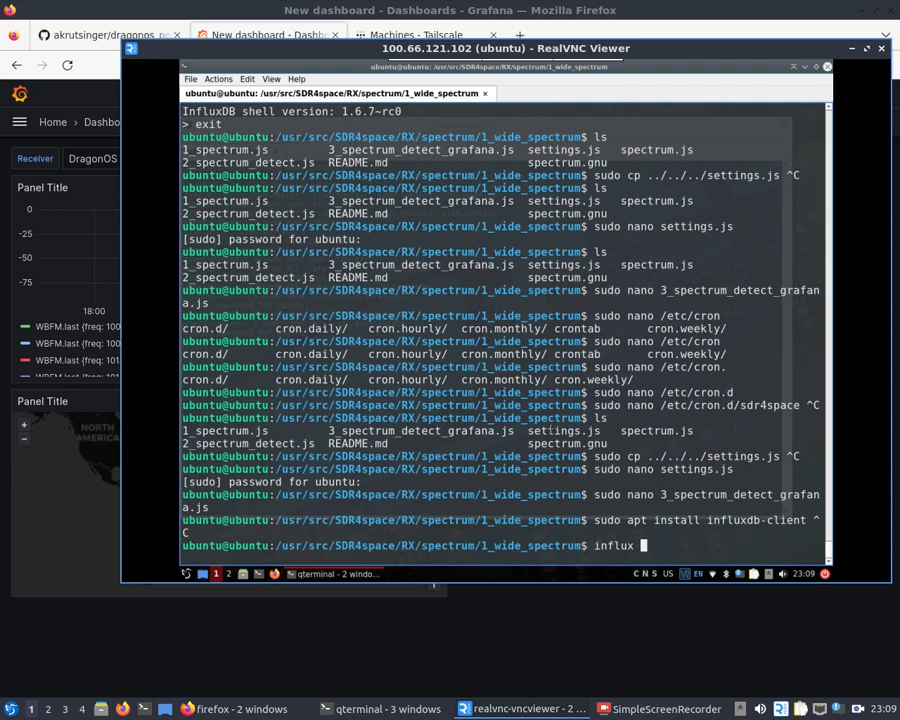 New dashboard - Dashboards - Grafana — Mozilla Firefox
akrutsinger/dragonos_po
New dashboard - Dashb
Machines - Tailscale
100.66.121.102 (ubuntu) - RealVNC Viewer
ubuntu@ubuntu: /usr/src/SDR4space/RX/spectrum/1_wide_spectrum
File Actions Edit View Help
ubuntu@ubuntu: /usr/src/SDR4space/RX/spectrum/1_wide_spectrum
InfluxDB shell version: 1.6.7~rc0
> exit
ubuntu@ubuntu:/usr/src/SDR4space/RX/spectrum/1_wide_spectrum$ ls
1_spectrum.js 3_spectrum_detect_grafana.js settings.js spectrum.js
2_spectrum_detect.js README.md spectrum.gnu
ubuntu@ubuntu:/usr/src/SDR4space/RX/spectrum/1_wide_spectrum$ sudo cp ../../../settings.js ^C
ubuntu@ubuntu:/usr/src/SDR4space/RX/spectrum/1_wide_spectrum$ ls
1_spectrum.js 3_spectrum_detect_grafana.js settings.js spectrum.js
2_spectrum_detect.js README.md spectrum.gnu
ubuntu@ubuntu:/usr/src/SDR4space/RX/spectrum/1_wide_spectrum$ sudo nano settings.js
[sudo] password for ubuntu:
ubuntu@ubuntu:/usr/src/SDR4space/RX/spectrum/1_wide_spectrum$ ls
1_spectrum.js 3_spectrum_detect_grafana.js settings.js spectrum.js
2_spectrum_detect.js README.md spectrum.gnu
ubuntu@ubuntu:/usr/src/SDR4space/RX/spectrum/1_wide_spectrum$ sudo nano 3_spectrum_detect_grafan
a.js
ubuntu@ubuntu:/usr/src/SDR4space/RX/spectrum/1_wide_spectrum$ sudo nano /etc/cron
cron.d/ cron.daily/ cron.hourly/ cron.monthly/ crontab cron.weekly/
ubuntu@ubuntu:/usr/src/SDR4space/RX/spectrum/1_wide_spectrum$ sudo nano /etc/cron
cron.d/ cron.daily/ cron.hourly/ cron.monthly/ crontab cron.weekly/
ubuntu@ubuntu:/usr/src/SDR4space/RX/spectrum/1_wide_spectrum$ sudo nano /etc/cron.
cron.d/ cron.daily/ cron.hourly/ cron.monthly/ cron.weekly/
ubuntu@ubuntu:/usr/src/SDR4space/RX/spectrum/1_wide_spectrum$ sudo nano /etc/cron.d
ubuntu@ubuntu:/usr/src/SDR4space/RX/spectrum/1_wide_spectrum$ sudo nano /etc/cron.d/sdr4space ^C
ubuntu@ubuntu:/usr/src/SDR4space/RX/spectrum/1_wide_spectrum$ ls
1_spectrum.js 3_spectrum_detect_grafana.js settings.js spectrum.js
2_spectrum_detect.js README.md spectrum.gnu
ubuntu@ubuntu:/usr/src/SDR4space/RX/spectrum/1_wide_spectrum$ sudo cp ../../../settings.js ^C
ubuntu@ubuntu:/usr/src/SDR4space/RX/spectrum/1_wide_spectrum$ sudo nano settings.js
[sudo] password for ubuntu:
ubuntu@ubuntu:/usr/src/SDR4space/RX/spectrum/1_wide_spectrum$ sudo nano 3_spectrum_detect_grafan
a.js
ubuntu@ubuntu:/usr/src/SDR4space/RX/spectrum/1_wide_spectrum$ sudo apt install influxdb-client ^
C
ubuntu@ubuntu:/usr/src/SDR4space/RX/spectrum/1_wide_spectrum$ influx
1 2 qterminal - 2 windo... C N S US EN 23:09
Home › Dashbo
Receiver DragonOS
Panel Title
0
-25
-50
-75
18:00
WBFM.last {freq: 100
WBFM.last {freq: 100
WBFM.last {freq: 101
WBFM.last {freq: 100
Panel Title
+
−
NORTH
AMERICA
1 2 3 4 firefox - 2 windows qterminal - 3 windows realvnc-vncviewer - 2 ... SimpleScreenRecorder 23:09